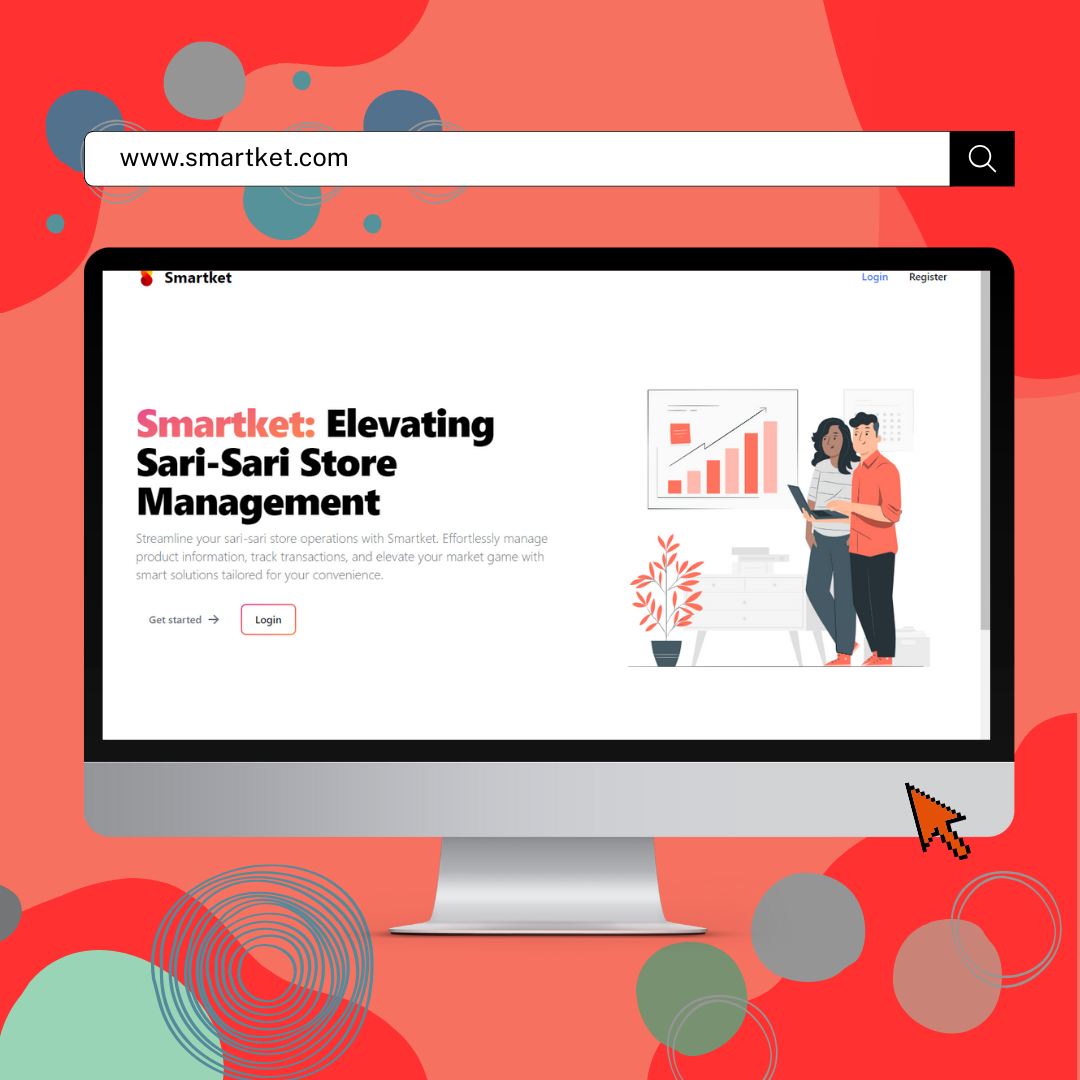 www.smartket.com
Smartket
Login
Register
Smartket: Elevating
Sari-Sari Store
Management
Streamline your sari-sari store operations with Smartket. Effortlessly manage
product information, track transactions, and elevate your market game with
smart solutions tailored for your convenience.
Get started →
Login